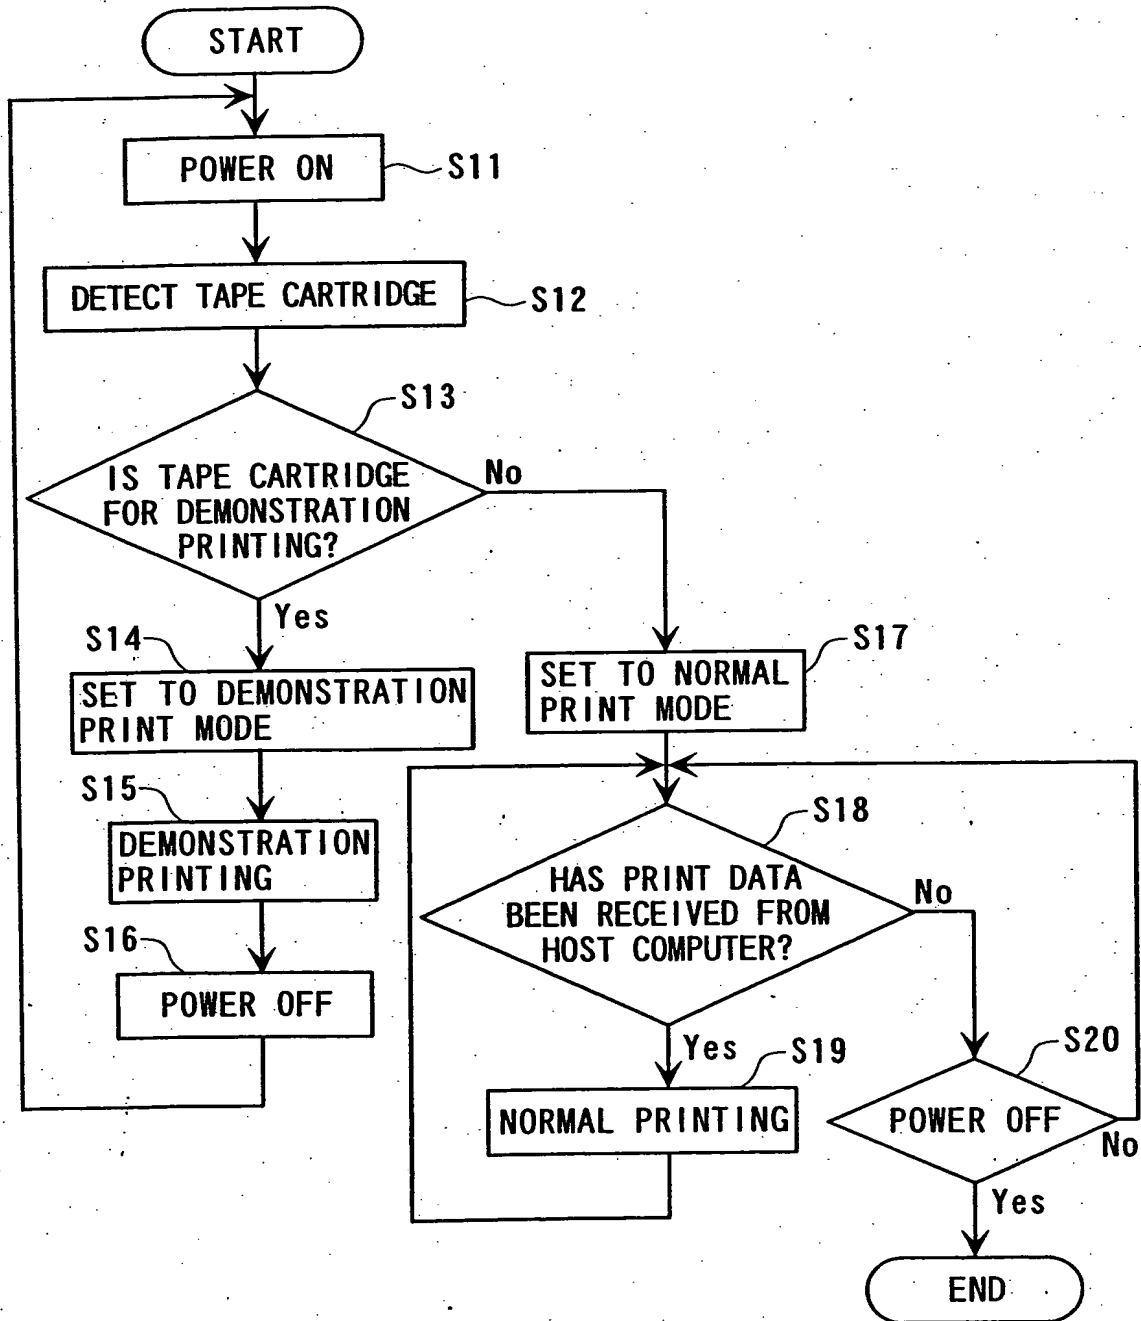 START
POWER ON
S11
DETECT TAPE CARTRIDGE
S12
S13
IS TAPE CARTRIDGE
FOR DEMONSTRATION
PRINTING?
No
Yes
S14
SET TO DEMONSTRATION
PRINT MODE
S17
SET TO NORMAL
PRINT MODE
S15
DEMONSTRATION
PRINTING
S16
POWER OFF
S18
HAS PRINT DATA
BEEN RECEIVED FROM
HOST COMPUTER?
No
Yes
S19
NORMAL PRINTING
S20
POWER OFF
No
Yes
END